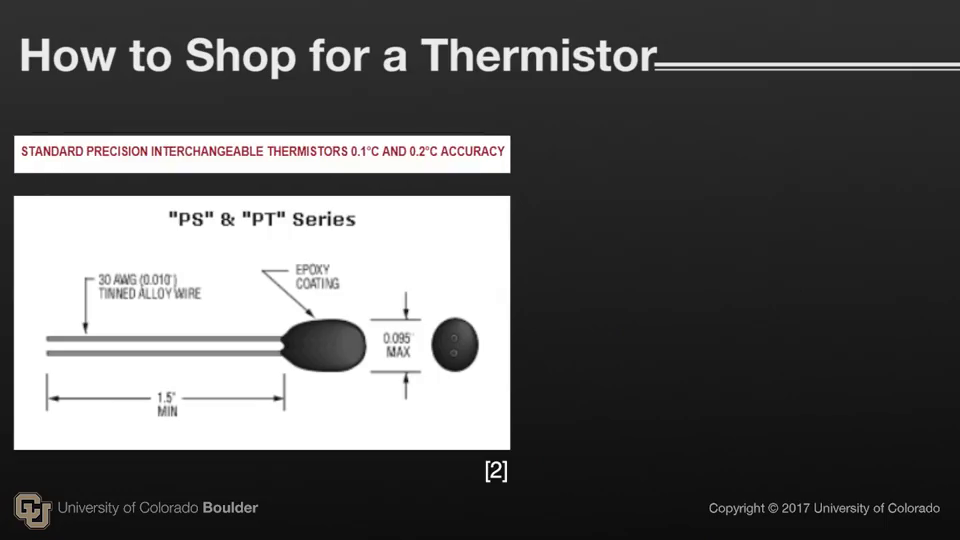 How to Shop for a Thermistor
STANDARD PRECISION INTERCHANGEABLE THERMISTORS 0.1°C AND 0.2°C ACCURACY
"PS" & "PT" Series
30 AWG (0.010")
TINNED ALLOY WIRE
EPOXY
COATING
0.095"
MAX
1.5"
MIN
[2]
CU
University of Colorado Boulder
Copyright © 2017 University of Colorado